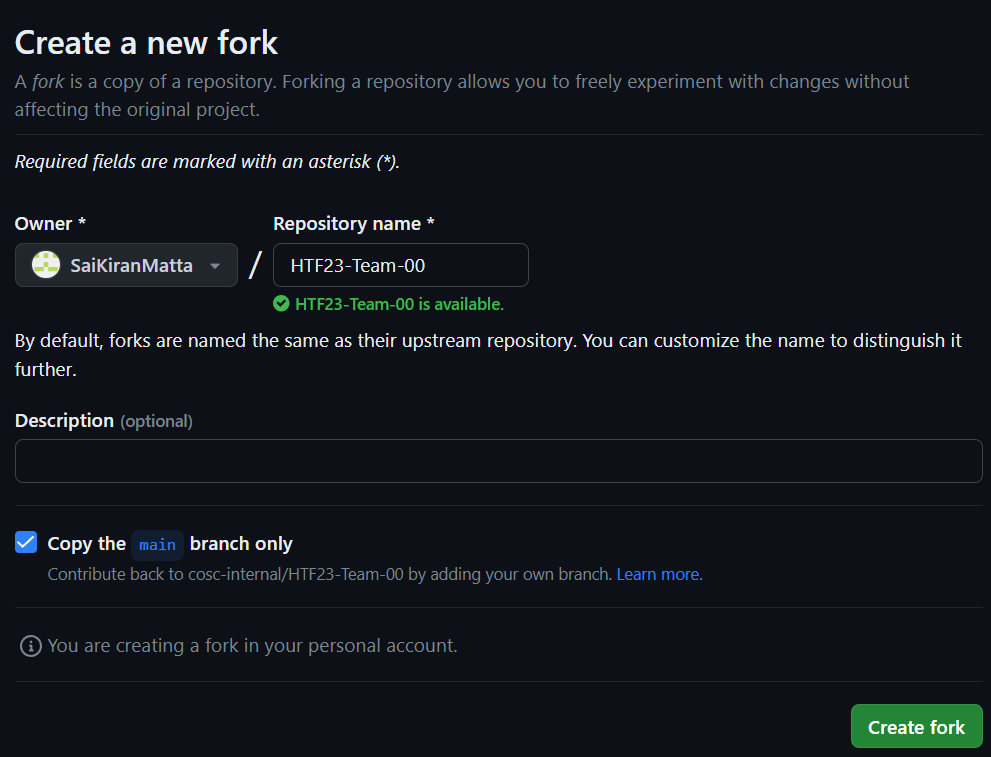 Create a new fork
A fork is a copy of a repository. Forking a repository allows you to freely experiment with changes without
affecting the original project.
Required fields are marked with an asterisk (*).
Owner * Repository name *
SaiKiranMatta / HTF23-Team-00
HTF23-Team-00 is available.
By default, forks are named the same as their upstream repository. You can customize the name to distinguish it
further.
Description (optional)
Copy the main branch only
Contribute back to cosc-internal/HTF23-Team-00 by adding your own branch. Learn more.
You are creating a fork in your personal account.
Create fork